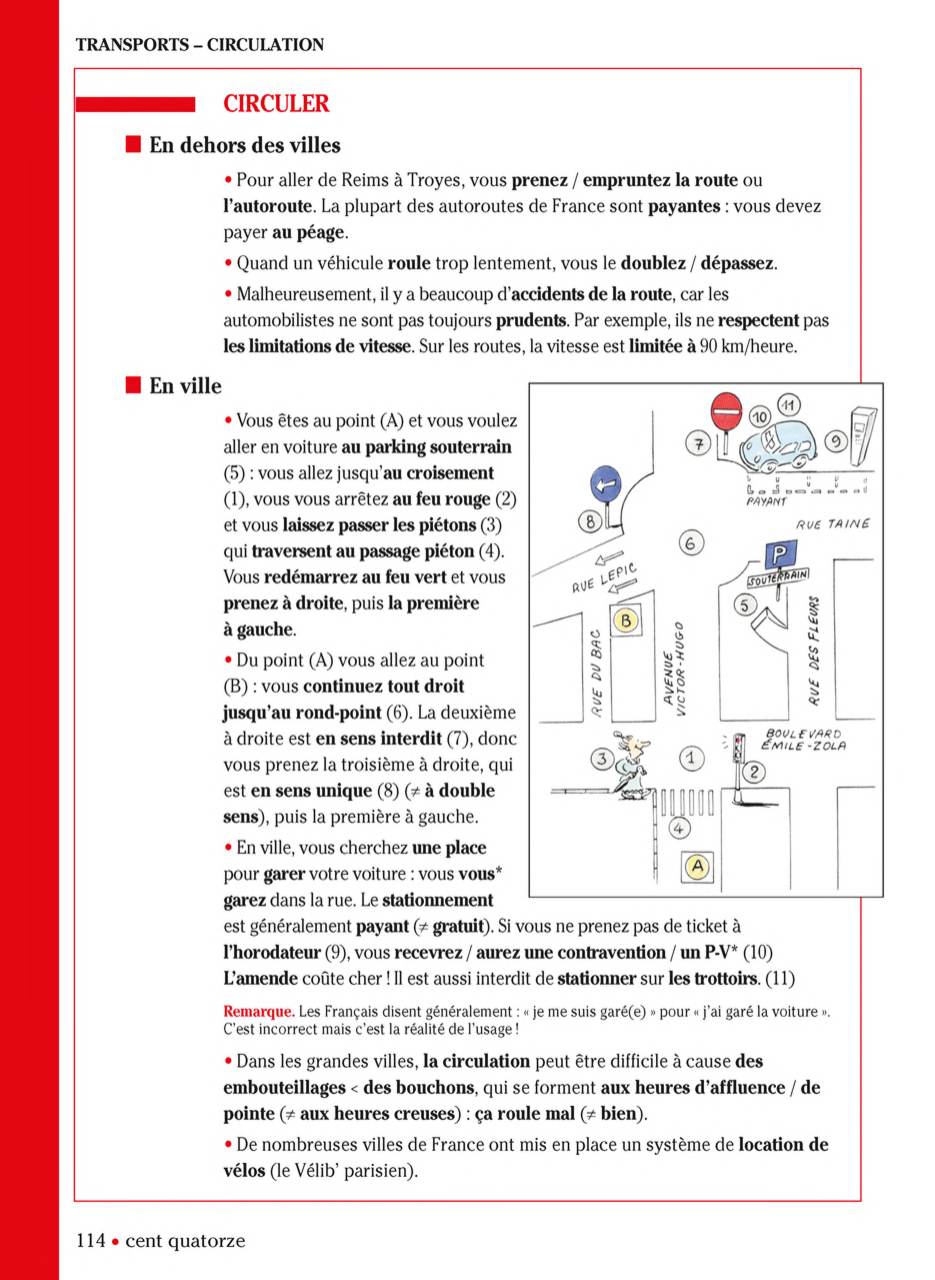 TRANSPORTS – CIRCULATION
CIRCULER
■ En dehors des villes
• Pour aller de Reims à Troyes, vous prenez / empruntez la route ou
l’autoroute. La plupart des autoroutes de France sont payantes : vous devez
payer au péage.
• Quand un véhicule roule trop lentement, vous le doublez / dépassez.
• Malheureusement, il y a beaucoup d’accidents de la route, car les
automobilistes ne sont pas toujours prudents. Par exemple, ils ne respectent pas
les limitations de vitesse. Sur les routes, la vitesse est limitée à 90 km/heure.
■ En ville
• Vous êtes au point (A) et vous voulez
aller en voiture au parking souterrain
(5) : vous allez jusqu’au croisement
(1), vous vous arrêtez au feu rouge (2)
et vous laissez passer les piétons (3)
qui traversent au passage piéton (4).
Vous redémarrez au feu vert et vous
prenez à droite, puis la première
à gauche.
• Du point (A) vous allez au point
(B) : vous continuez tout droit
jusqu’au rond-point (6). La deuxième
à droite est en sens interdit (7), donc
vous prenez la troisième à droite, qui
est en sens unique (8) (≠ à double
sens), puis la première à gauche.
• En ville, vous cherchez une place
pour garer votre voiture : vous vous*
garez dans la rue. Le stationnement
est généralement payant (≠ gratuit). Si vous ne prenez pas de ticket à
l’horodateur (9), vous recevrez / aurez une contravention / un P-V* (10)
L’amende coûte cher ! Il est aussi interdit de stationner sur les trottoirs. (11)
Remarque. Les Français disent généralement : « je me suis garé(e) » pour « j’ai garé la voiture ».
C’est incorrect mais c’est la réalité de l’usage !
• Dans les grandes villes, la circulation peut être difficile à cause des
embouteillages < des bouchons, qui se forment aux heures d’affluence / de
pointe (≠ aux heures creuses) : ça roule mal (≠ bien).
• De nombreuses villes de France ont mis en place un système de location de
vélos (le Vélib’ parisien).
11
10
7
9
PAYANT
8
RUE TAINE
6
P
RUE LEPIC
SOUTERRAIN
5
B
RUE DU BAC
AVENUE
VICTOR-HUGO
RUE DES FLEURS
BOULEVARD
ÉMILE-ZOLA
3
1
2
4
A
114 • cent quatorze